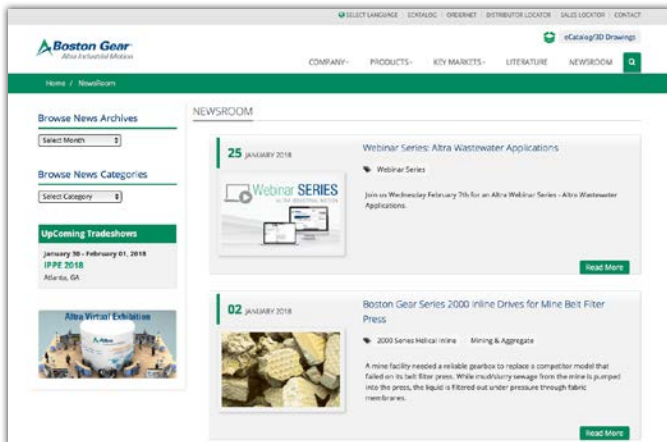 SELECT LANGUAGE ECATALOG ORDERNET DISTRIBUTOR LOCATOR SALES LOCATOR CONTACT
Boston Gear
Altra Industrial Motion
eCatalog/3D Drawings
COMPANY PRODUCTS KEY MARKETS LITERATURE NEWSROOM
Home / NewsRoom
Browse News Archives
Select Month
Browse News Categories
Select Category
UpComing Tradeshows
January 30 - February 01, 2018
IPPE 2018
Atlanta, GA
Altra Virtual Exhibition
Altra
NEWSROOM
25 JANUARY 2018
Webinar SERIES
ALTRA INDUSTRIAL MOTION
Webinar Series: Altra Wastewater Applications
Webinar Series
Join us Wednesday February 7th for an Altra Webinar Series - Altra Wastewater
Applications.
Read More
02 JANUARY 2018
Boston Gear Series 2000 Inline Drives for Mine Belt Filter
Press
2000 Series Helical Inline Mining & Aggregate
A mine facility needed a reliable gearbox to replace a competitor model that
failed on its belt filter press. While mud/slurry sewage from the mine is pumped
into the press, the liquid is filtered out under pressure through fabric
membranes.
Read More